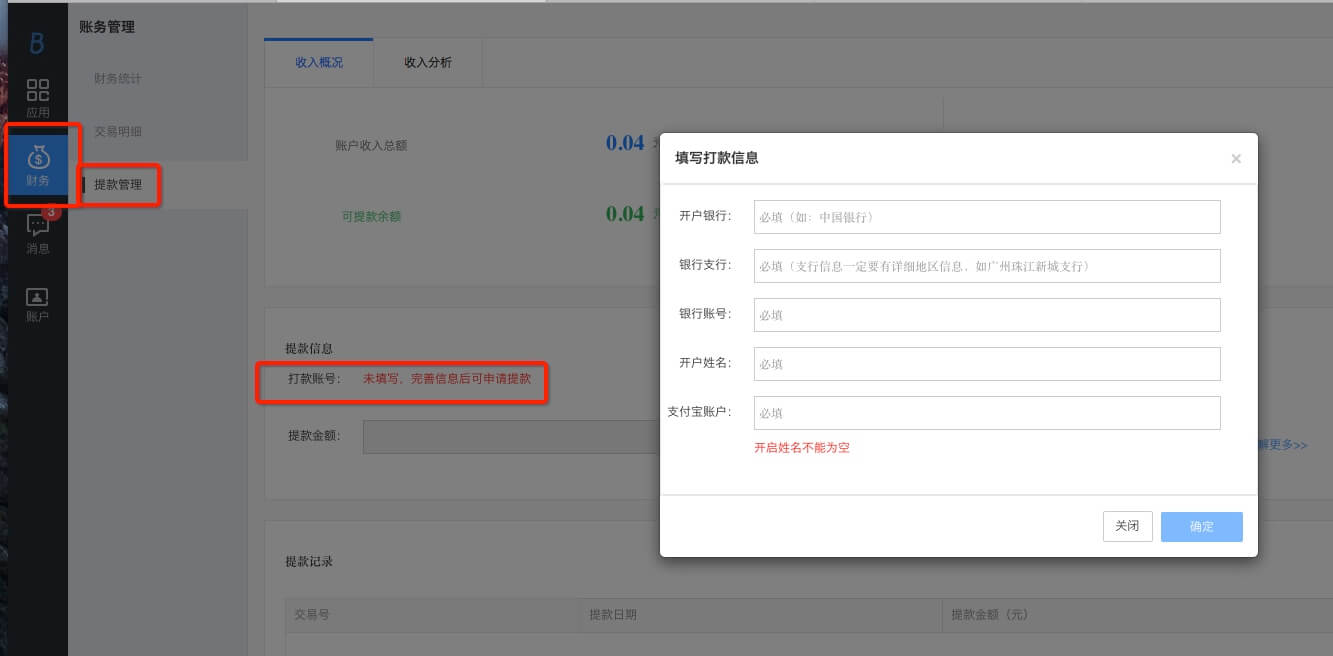 账务管理
B
财务统计
应用
交易明细
提款管理
财务
3
消息
账户
收入概况
收入分析
账户收入总额
0.04
可提款余额
0.04
提款信息
打款账号：
未填写，完善信息后可申请提款
提款金额：
解更多>>
提款记录
交易号
提款日期
提款金额（元）
填写打款信息
×
开户银行：
必填（如：中国银行）
银行支行：
必填（支行信息一定要有详细地区信息，如广州珠江新城支行）
银行账号：
必填
开户姓名：
必填
支付宝账户：
必填
开启姓名不能为空
关闭
确定